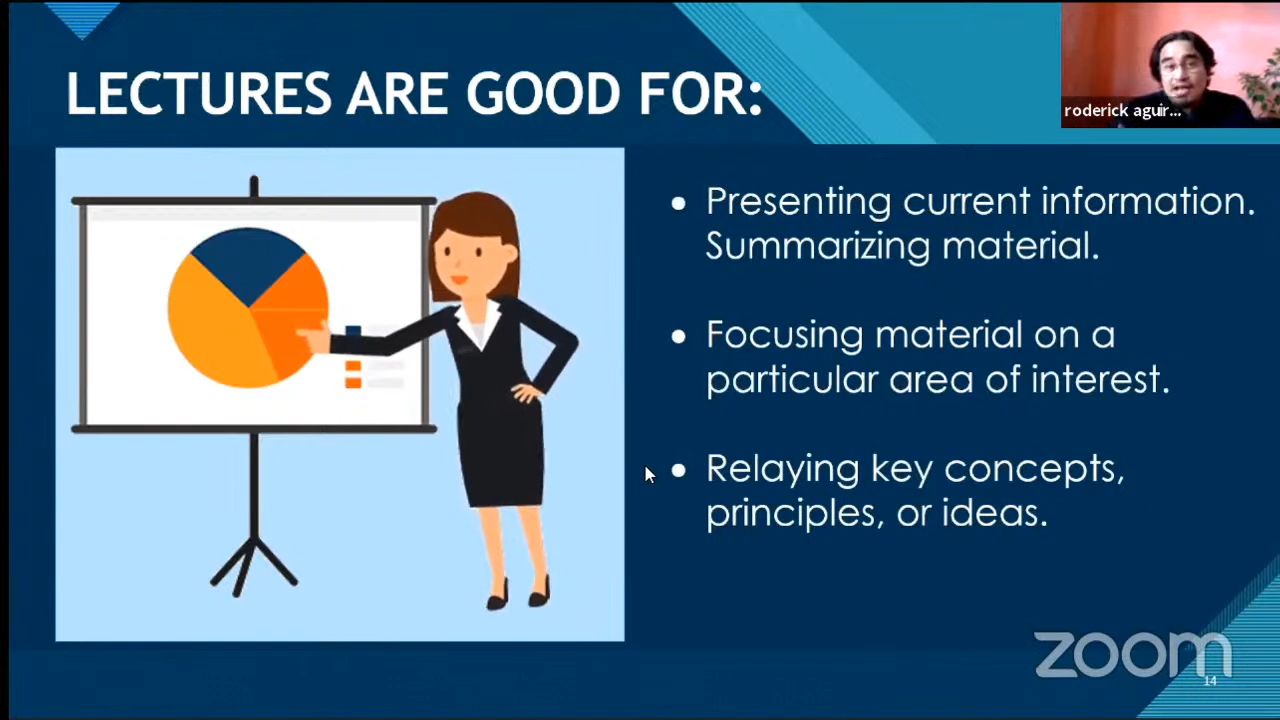 LECTURES ARE GOOD FOR:
roderick aguir...
• Presenting current information.
Summarizing material.
• Focusing material on a
particular area of interest.
• Relaying key concepts,
principles, or ideas.
zoom
14